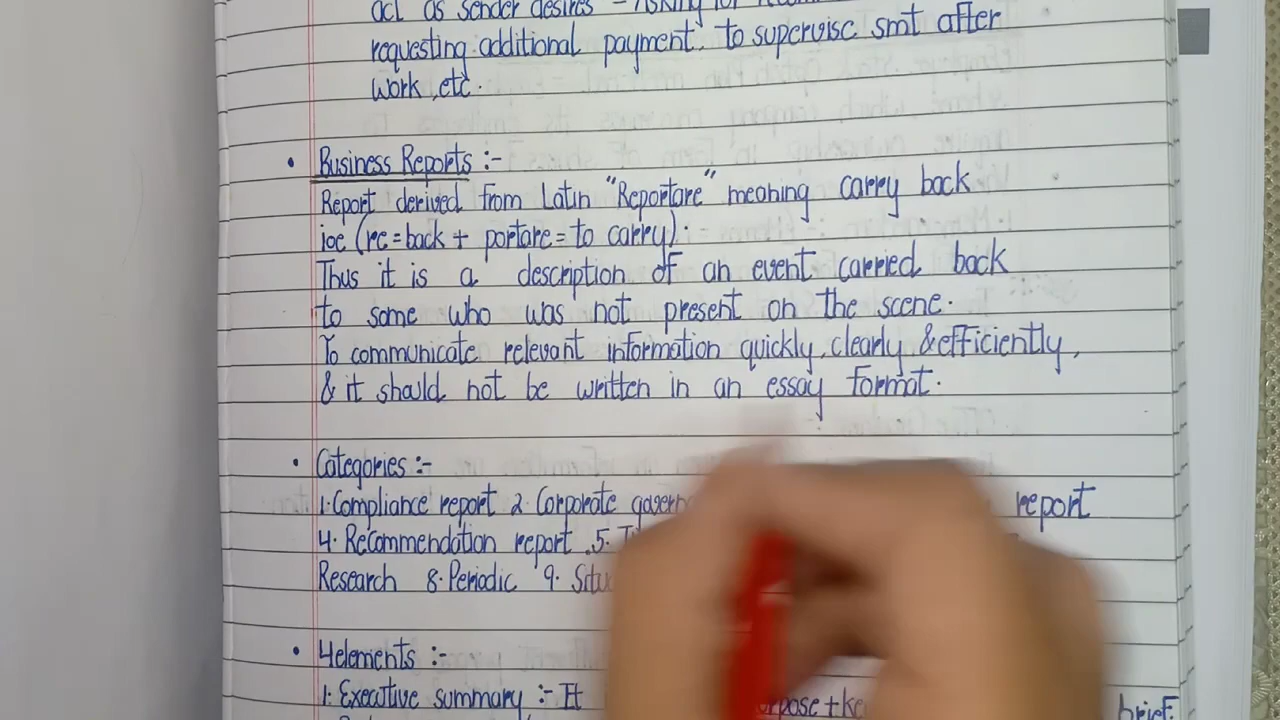 act as sender desires - Asking for
requesting additional payment. to supervise smt after
work, etc.
• Business Reports :-
Report derived from Latin "Reportare" meaning carry back
ioe (re = back + portare = to carry).
Thus it is a description of an event carried back
to some who was not present on the scene.
To communicate relevant information quickly, clearly & efficiently,
& it should not be written in an essay format.
• Categories :-
1. Compliance report 2. Corporate report
4. Recommendation report .5.
Research 8. Periodic 9.
• 4elements :-
1. Executive summary :- It brief.